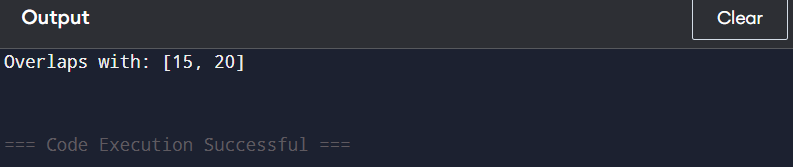 Output
Clear
Overlaps with: [15, 20]
=== Code Execution Successful ===